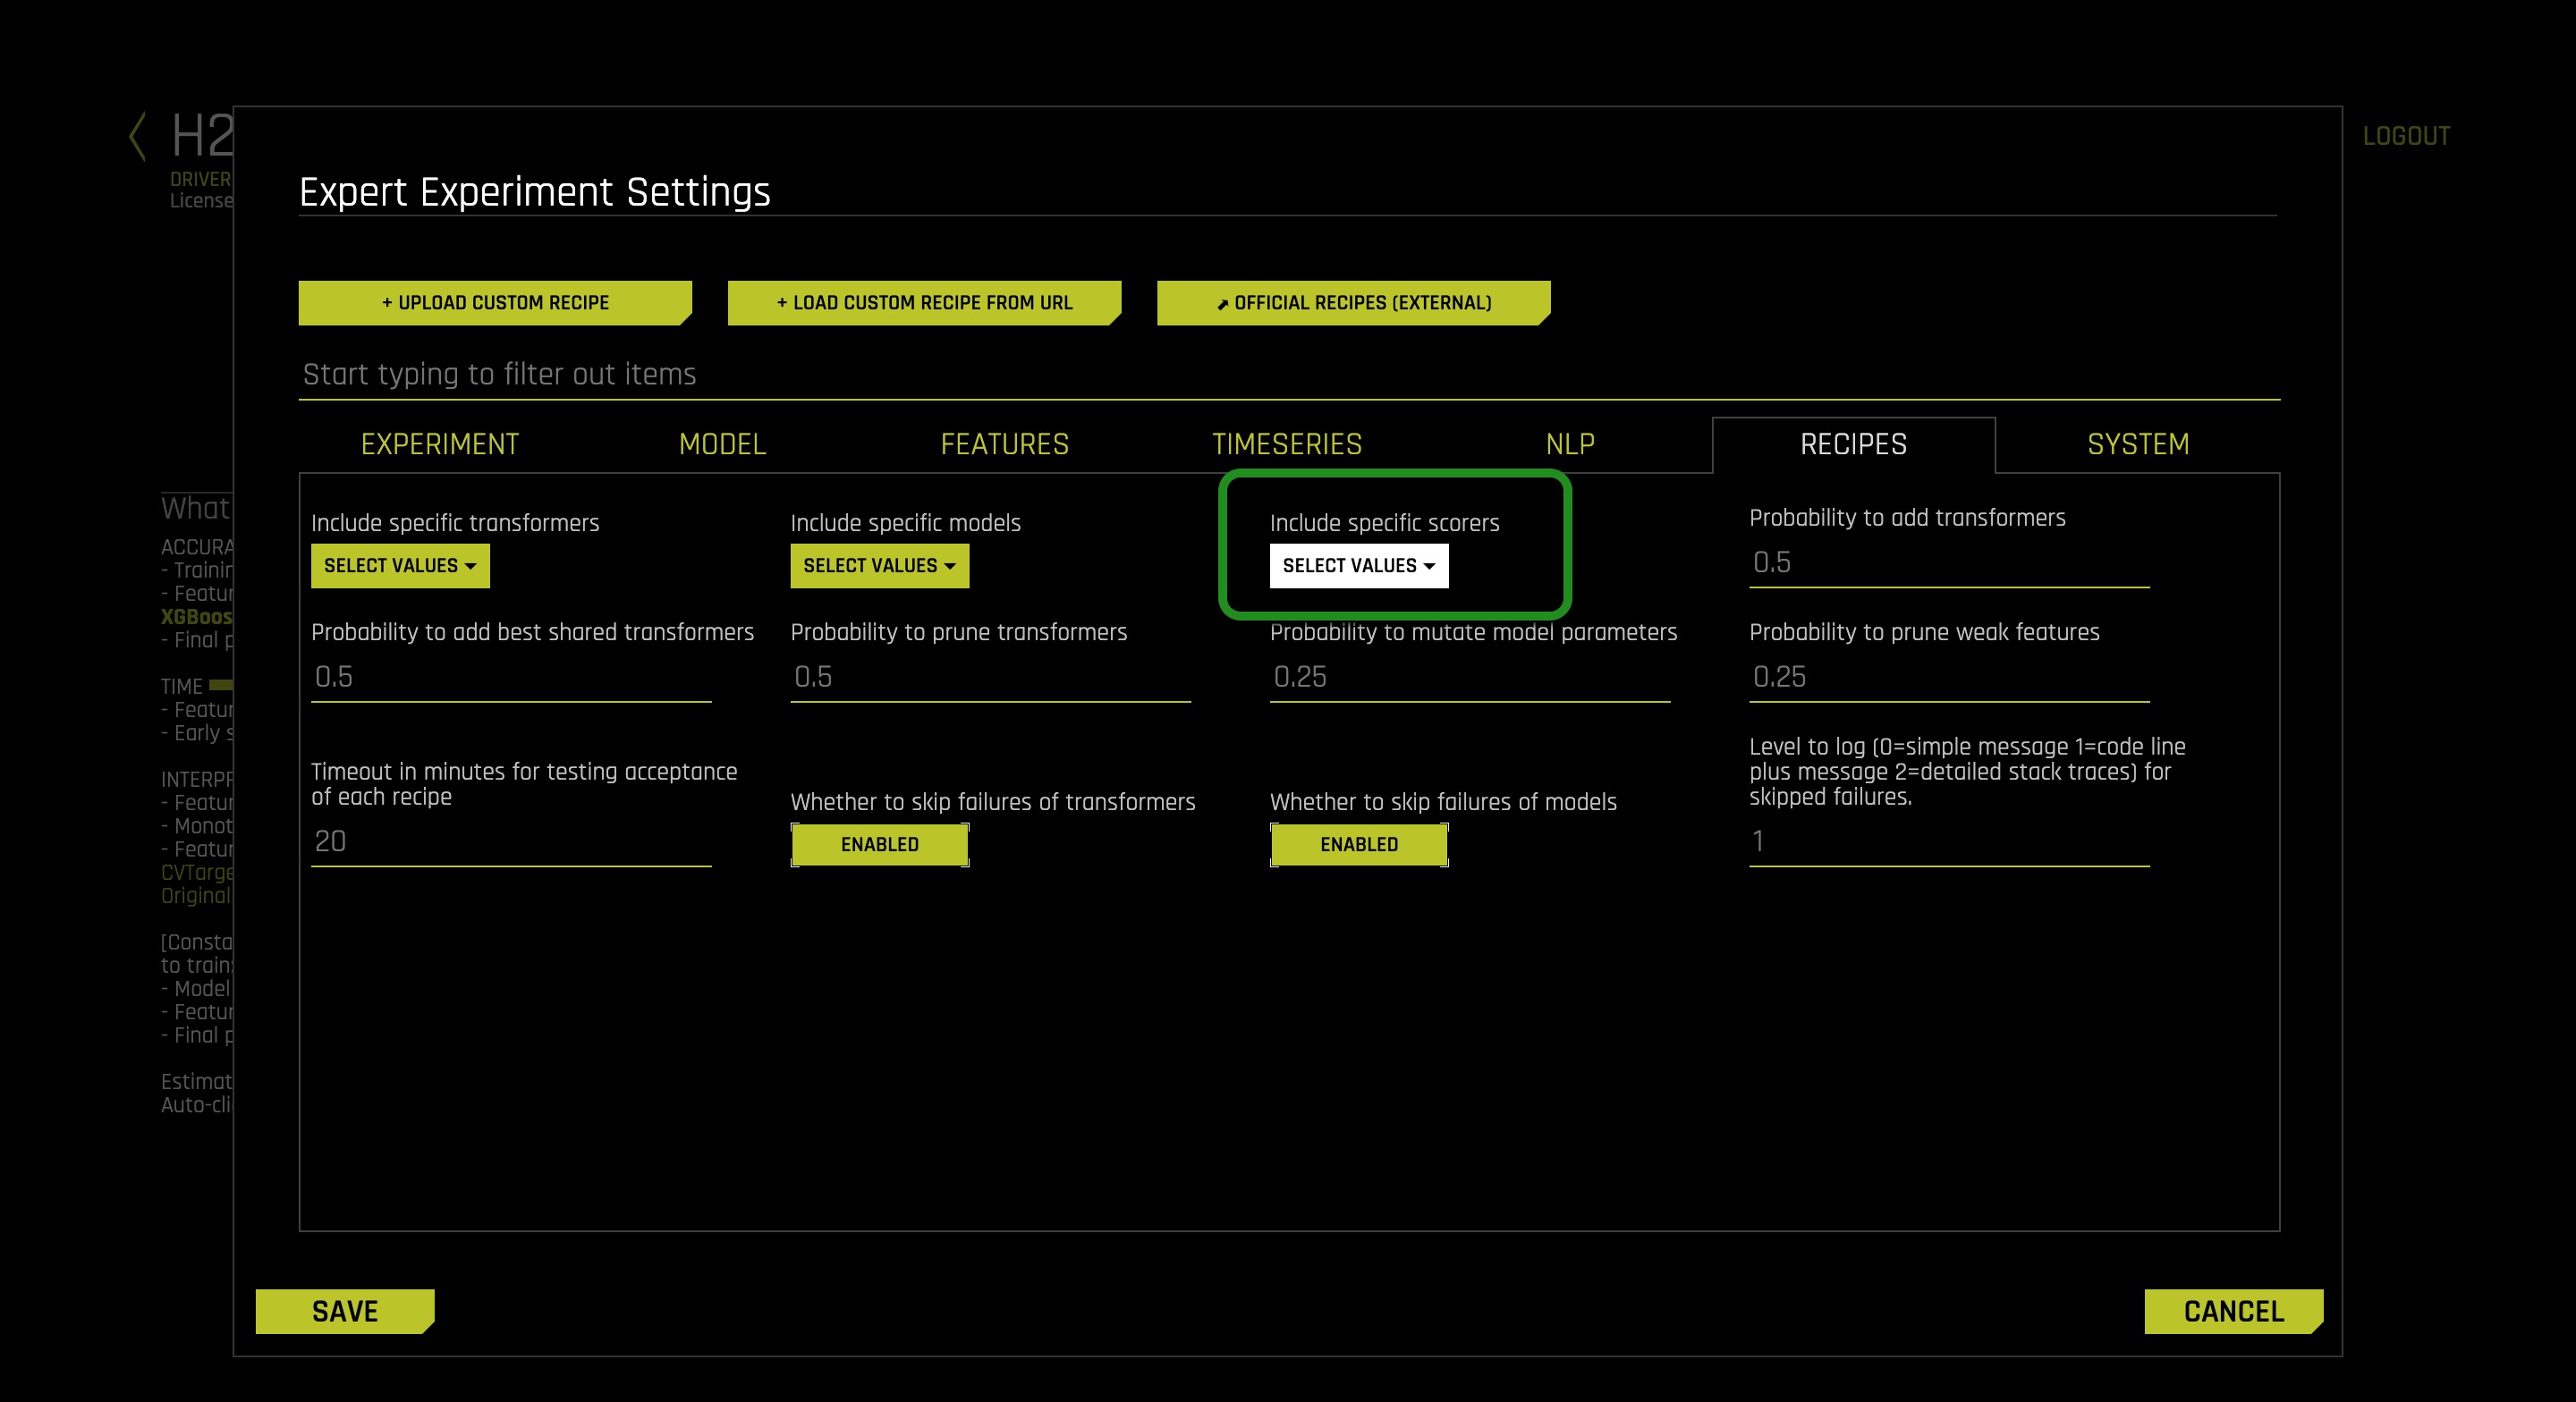 H2
LOGOUT
DRIVER
License
Expert Experiment Settings
+ UPLOAD CUSTOM RECIPE
+ LOAD CUSTOM RECIPE FROM URL
OFFICIAL RECIPES (EXTERNAL)
Start typing to filter out items
EXPERIMENT
MODEL
FEATURES
TIMESERIES
NLP
RECIPES
SYSTEM
Include specific transformers
SELECT VALUES
Include specific models
SELECT VALUES
Include specific scorers
SELECT VALUES
Probability to add transformers
0.5
Probability to add best shared transformers
0.5
Probability to prune transformers
0.5
Probability to mutate model parameters
0.25
Probability to prune weak features
0.25
Timeout in minutes for testing acceptance
of each recipe
20
Whether to skip failures of transformers
ENABLED
Whether to skip failures of models
ENABLED
Level to log (0=simple message 1=code line
plus message 2=detailed stack traces) for
skipped failures.
1
What
ACCURA
- Trainin
- Featur
XGBoos
- Final p
TIME
- Featur
- Early s
INTERPR
- Featur
- Monot
- Featur
CVTarge
Original
[Consta
to train:
- Model
- Featur
- Final p
Estimat
Auto-cli
SAVE
CANCEL